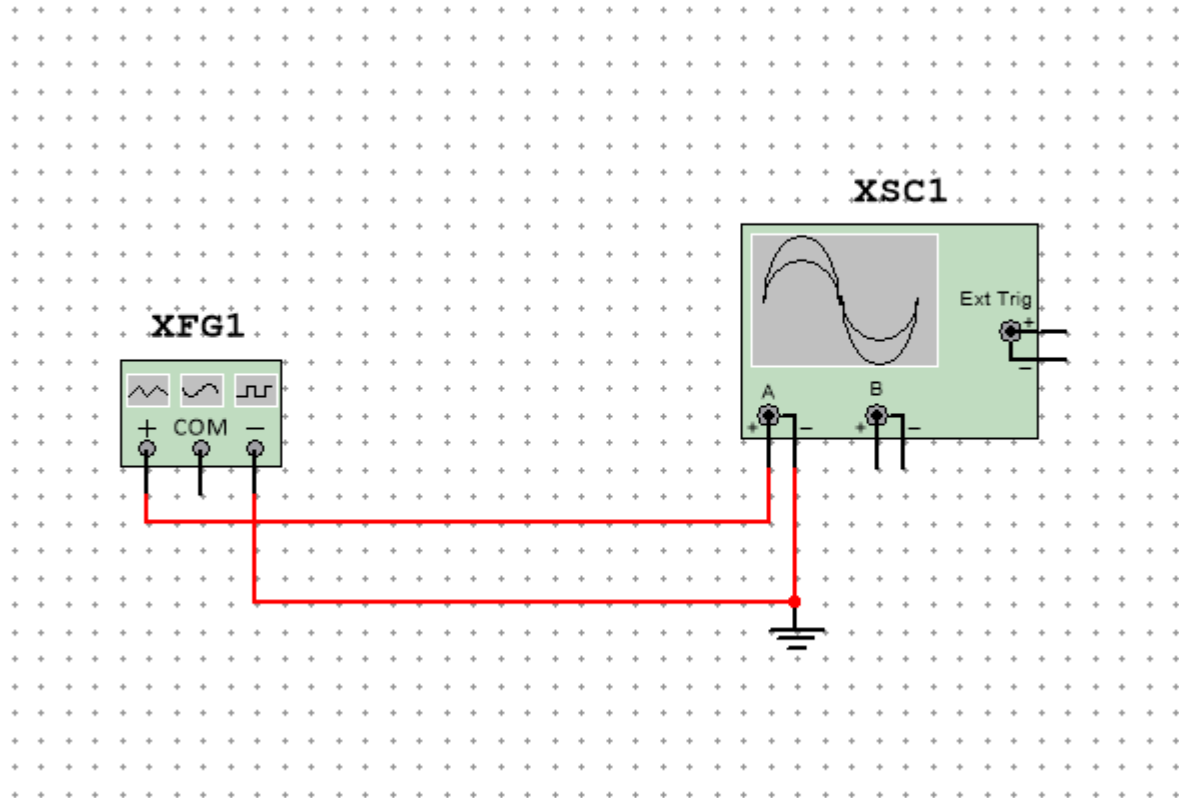 XSC1
Ext Trig
+
−
XFG1
+ COM −
A
+ −
B
+ −